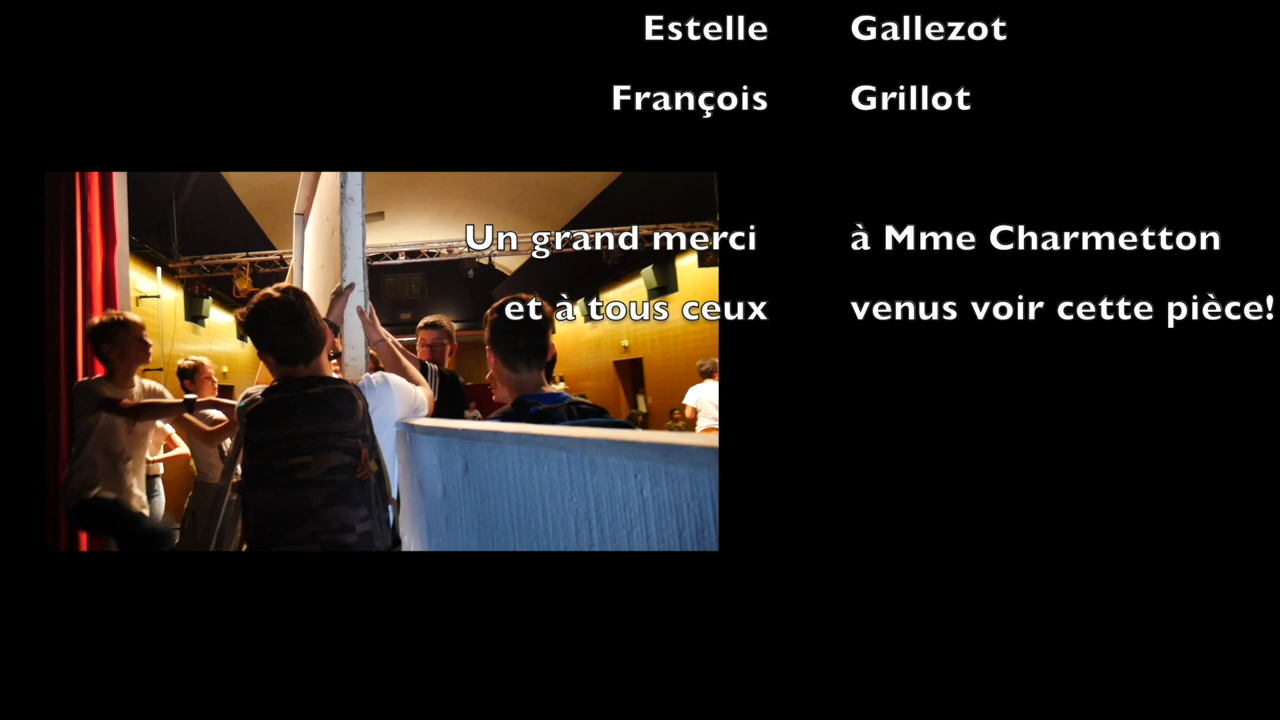 Estelle Gallezot
François Grillot
Un grand merci à Mme Charmetton
et à tous ceux venus voir cette pièce!